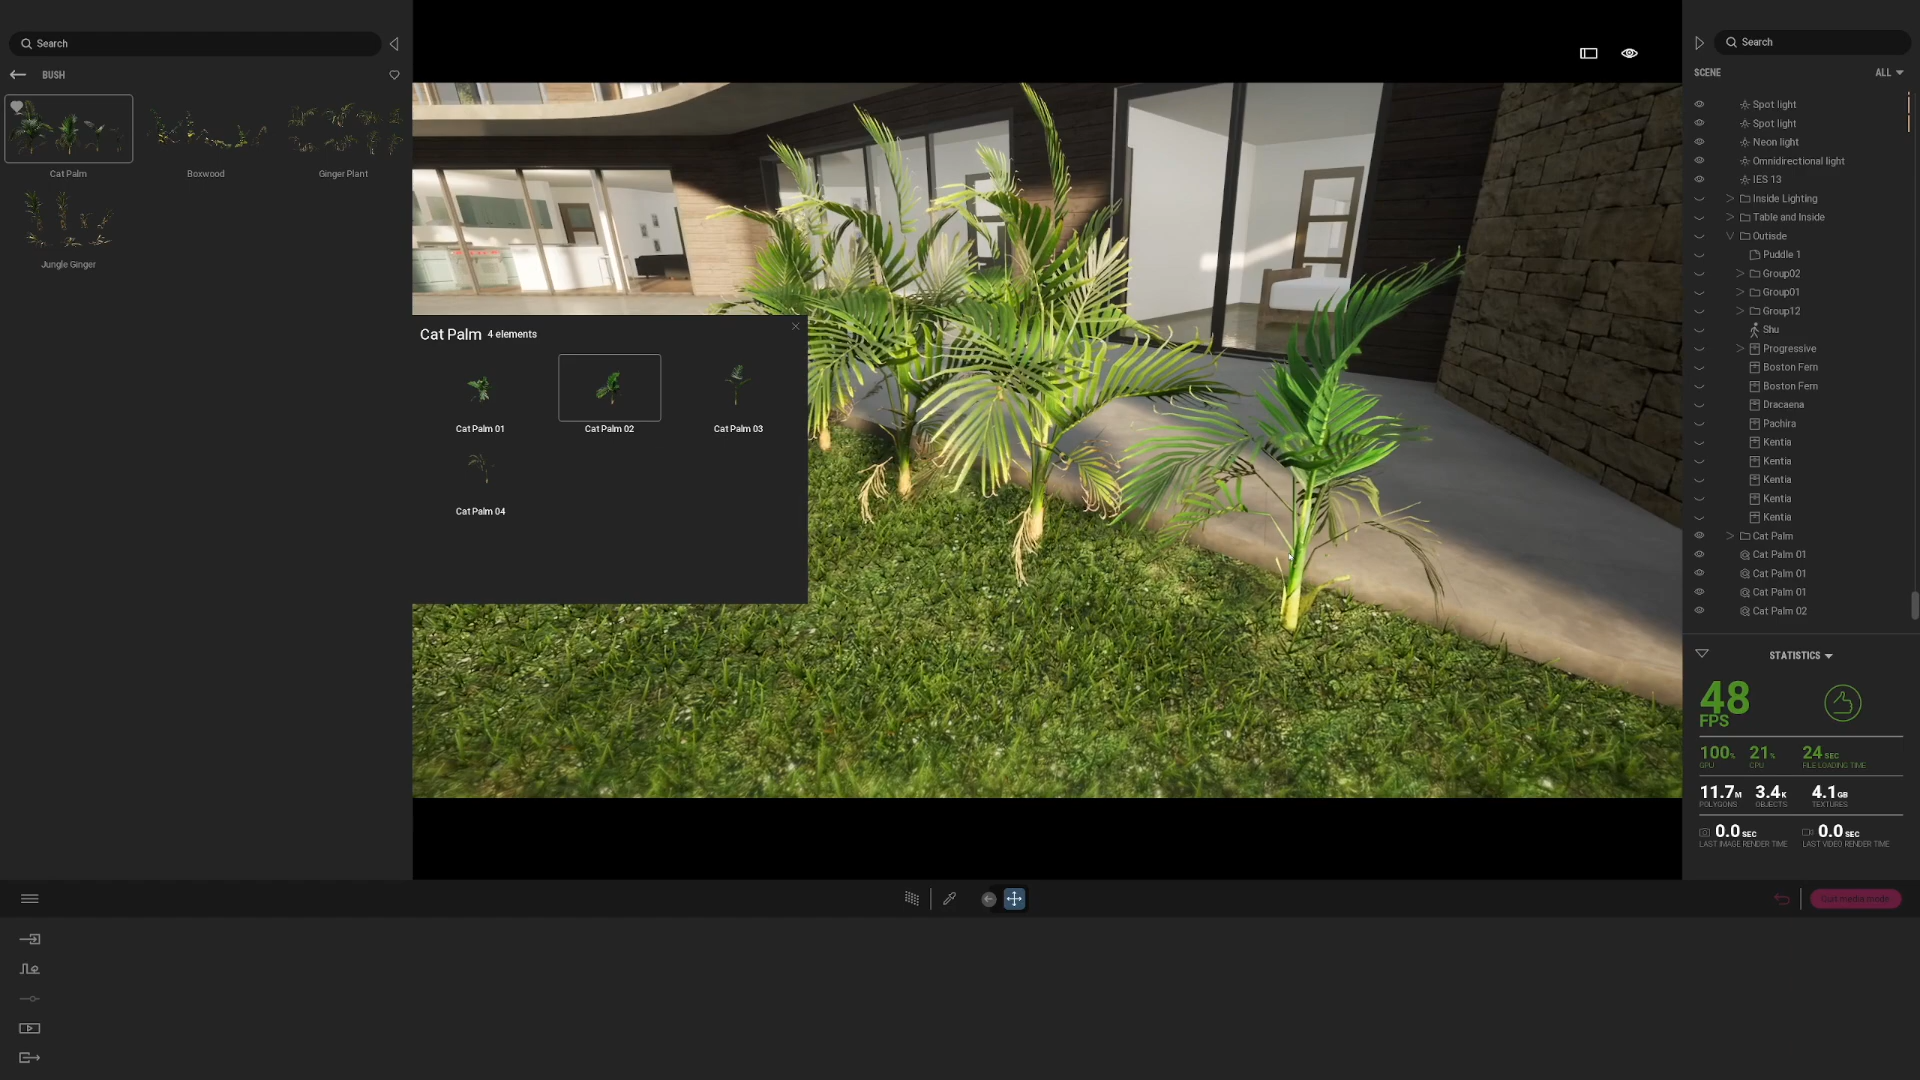 Search
BUSH
Cat Palm
Boxwood
Ginger Plant
Jungle Ginger
Cat Palm 4 elements
Cat Palm 01
Cat Palm 02
Cat Palm 03
Cat Palm 04
Search
SCENE
ALL
Spot light
Spot light
Neon light
Omnidirectional light
IES 13
Inside Lighting
Table and Inside
Outisde
Puddle 1
Group02
Group01
Group12
Shu
Progressive
Boston Fern
Boston Fern
Dracaena
Pachira
Kentia
Kentia
Kentia
Kentia
Kentia
Cat Palm
Cat Palm 01
Cat Palm 01
Cat Palm 01
Cat Palm 02
STATISTICS
48
FPS
100% 21% 24 SEC
GPU CPU FILE LOADING TIME
11.7M 3.4K 4.1GB
POLYGONS OBJECTS TEXTURES
0.0 SEC 0.0 SEC
LAST IMAGE RENDER TIME LAST VIDEO RENDER TIME
Quit media mode